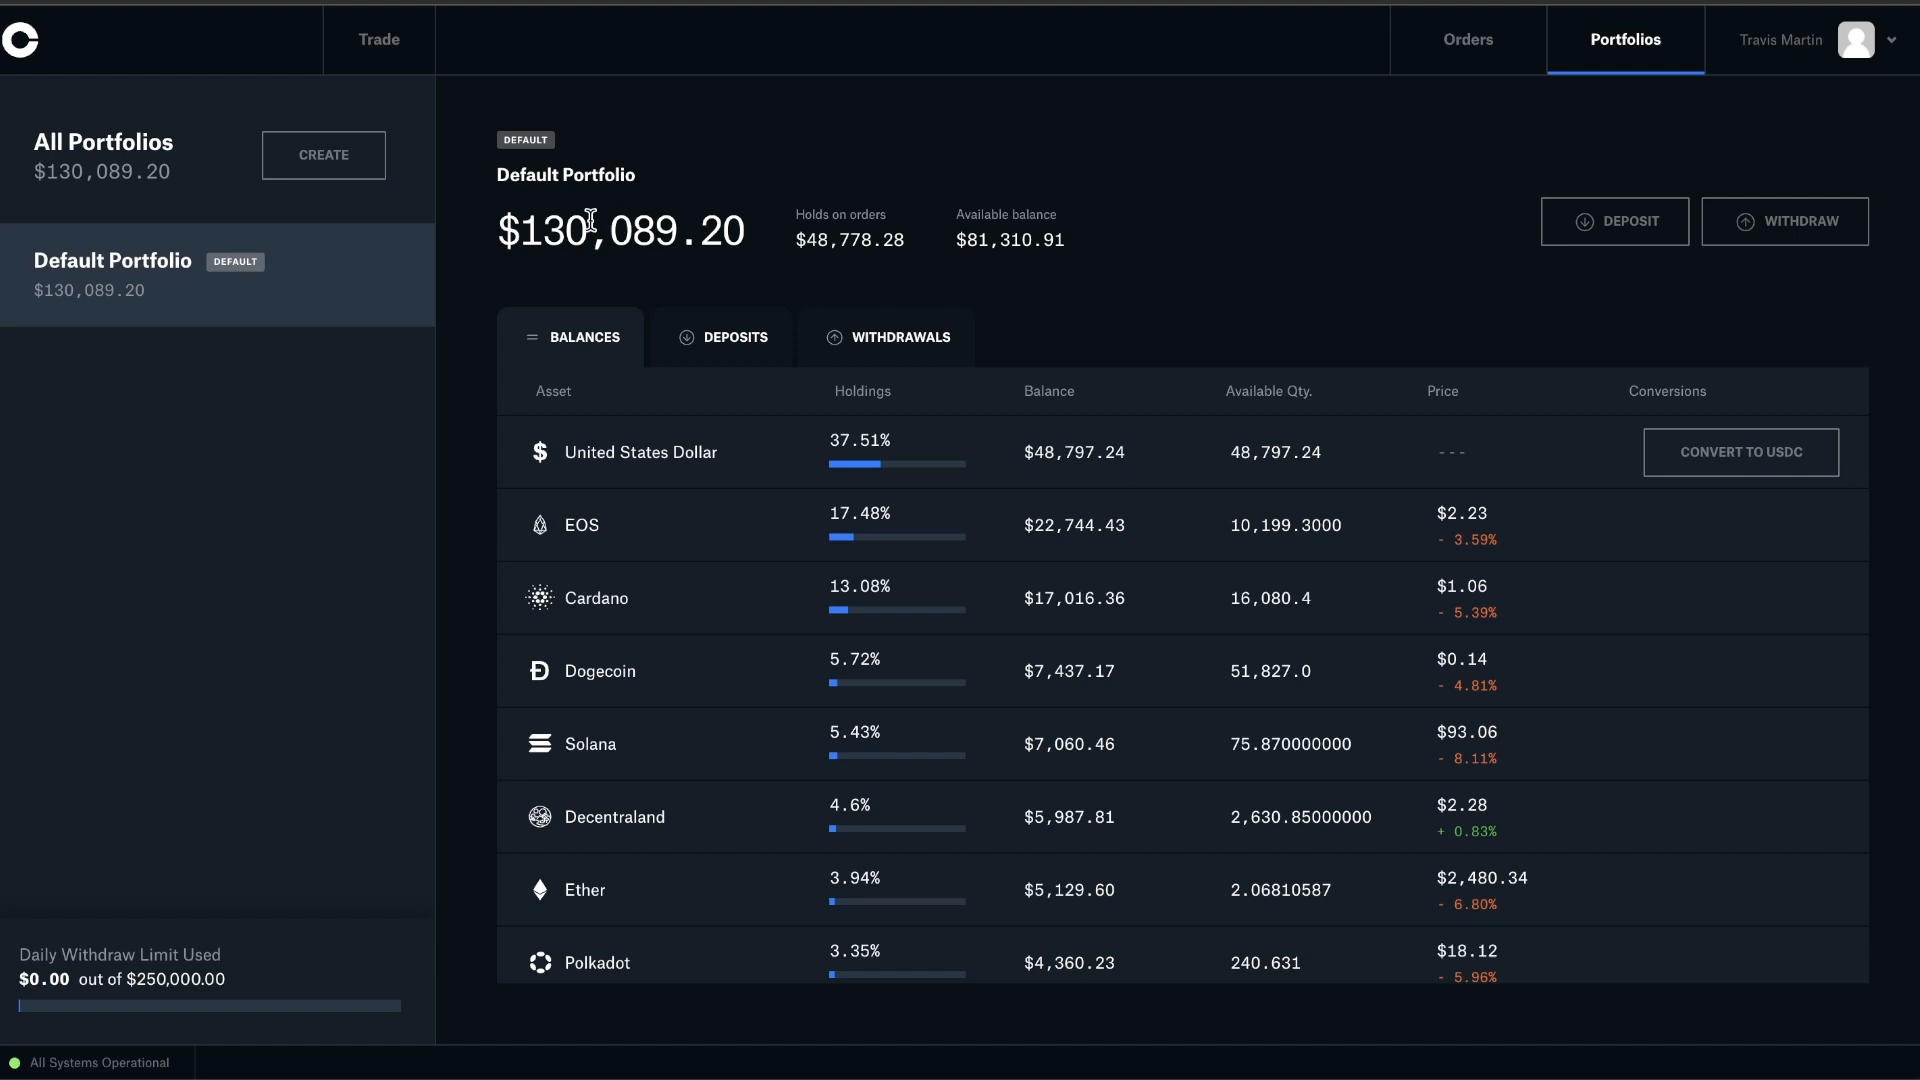 Trade
Orders
Portfolios
Travis Martin
All Portfolios
$130,089.20
CREATE
Default Portfolio DEFAULT
$130,089.20
DEFAULT
Default Portfolio
$130,089.20
Holds on orders
$48,778.28
Available balance
$81,310.91
DEPOSIT
WITHDRAW
BALANCES
DEPOSITS
WITHDRAWALS
Asset Holdings Balance Available Qty. Price Conversions
37.51%
$ United States Dollar $48,797.24 48,797.24 --- CONVERT TO USDC
17.48% $2.23
EOS $22,744.43 10,199.3000
- 3.59%
13.08% $1.06
Cardano $17,016.36 16,080.4
- 5.39%
5.72% $0.14
Dogecoin $7,437.17 51,827.0
- 4.81%
5.43% $93.06
Solana $7,060.46 75.870000000
- 8.11%
4.6% $2.28
Decentraland $5,987.81 2,630.85000000
+ 0.83%
3.94% $2,480.34
Ether $5,129.60 2.06810587
- 6.80%
3.35% $18.12
Polkadot $4,360.23 240.631
- 5.96%
Daily Withdraw Limit Used
$0.00 out of $250,000.00
All Systems Operational